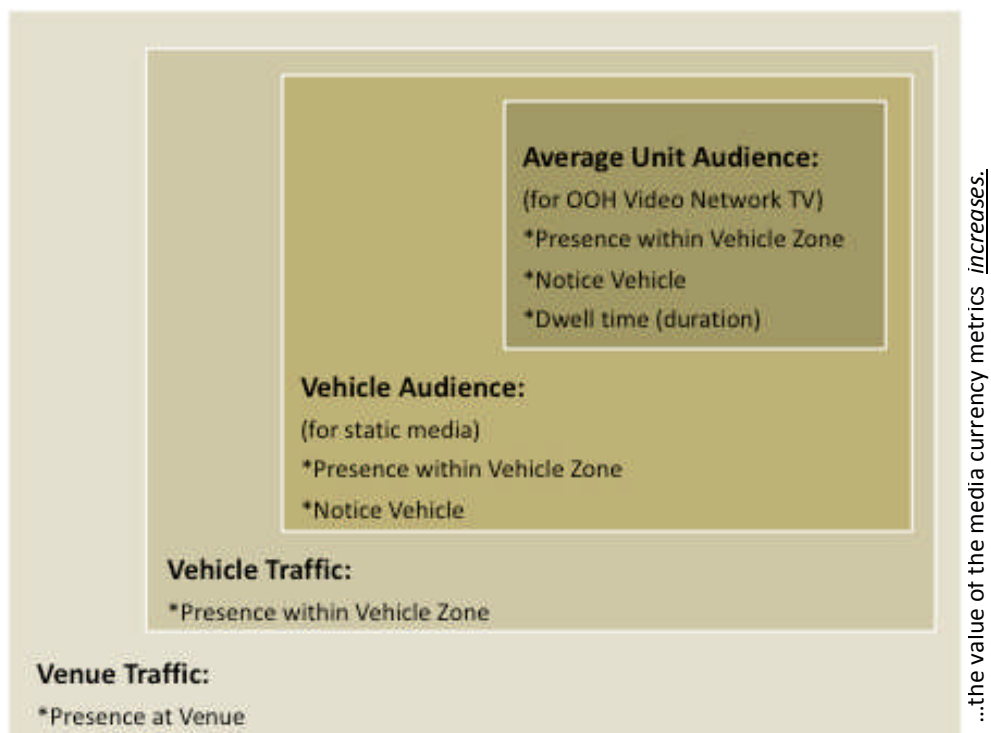 Average Unit Audience:
(for OOH Video Network TV)
*Presence within Vehicle Zone
*Notice Vehicle
*Dwell time (duration)
Vehicle Audience:
(for static media)
*Presence within Vehicle Zone
*Notice Vehicle
Vehicle Traffic:
*Presence within Vehicle Zone
Venue Traffic:
*Presence at Venue
...the value of the media currency metrics increases.